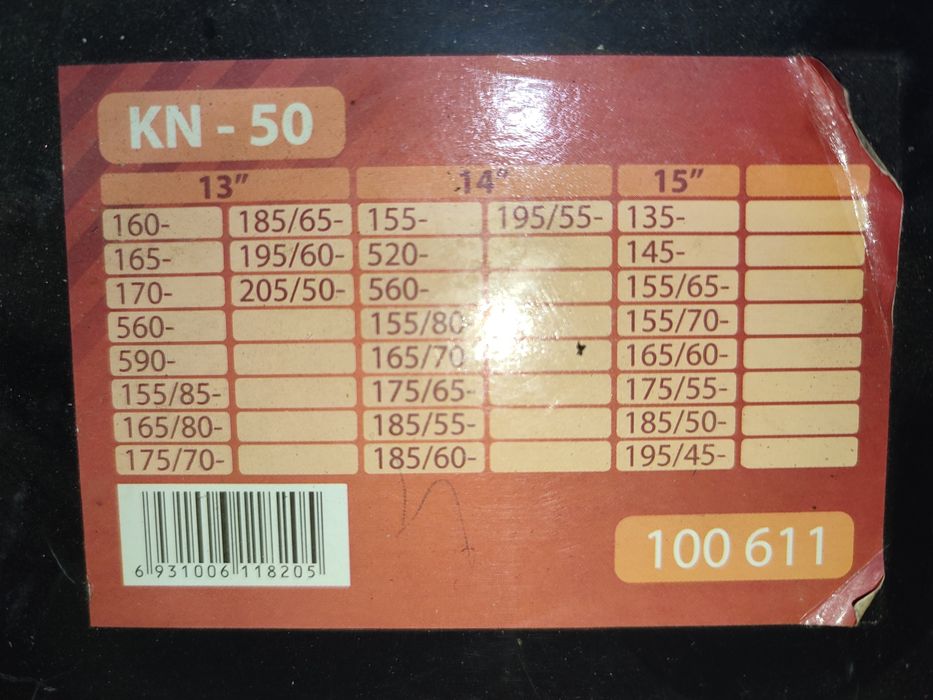 KN - 50
13" 14" 15"
160- 185/65- 155- 195/55- 135-
165- 195/60- 520- 145-
170- 205/50- 560- 155/65-
560- 155/80 155/70-
590- 165/70 165/60-
155/85- 175/65- 175/55-
165/80- 185/55- 185/50-
175/70- 185/60- 195/45-
6 931006 118205
100 611